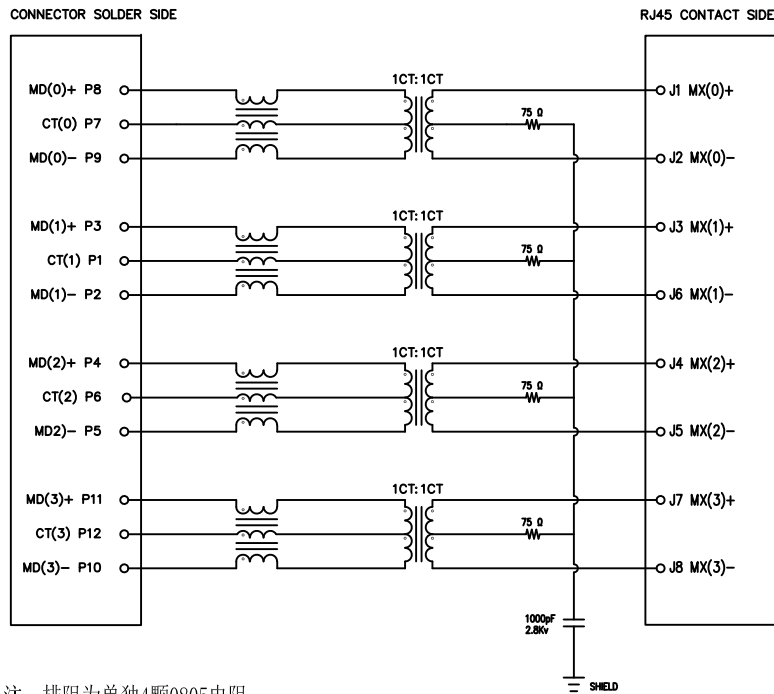 CONNECTOR SOLDER SIDE
RJ45 CONTACT SIDE
MD(0)+ P8
1CT:1CT
J1 MX(0)+
CT(0) P7
75 Ω
MD(0)- P9
J2 MX(0)-
MD(1)+ P3
1CT:1CT
J3 MX(1)+
CT(1) P1
75 Ω
MD(1)- P2
J6 MX(1)-
MD(2)+ P4
1CT:1CT
J4 MX(2)+
CT(2) P6
75 Ω
MD2)- P5
J5 MX(2)-
MD(3)+ P11
1CT:1CT
J7 MX(3)+
CT(3) P12
75 Ω
MD(3)- P10
J8 MX(3)-
1000pF
2.8Kv
SHIELD
注 排阻为单独4颗0805电阻